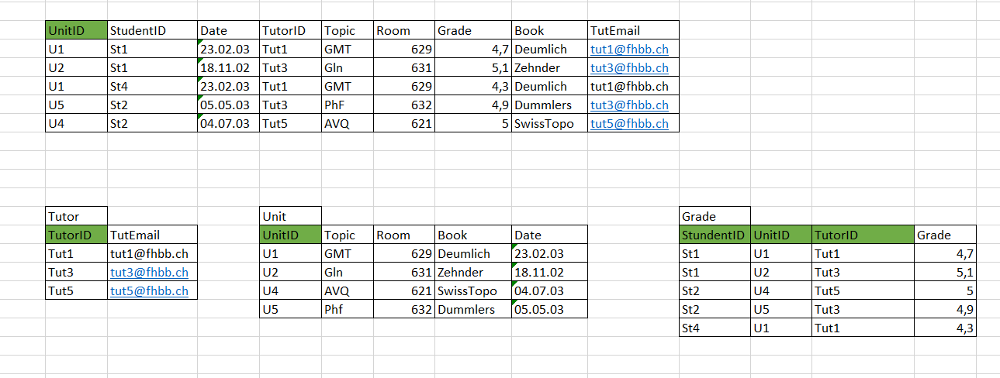 UnitID StudentID Date TutorID Topic Room Grade Book TutEmail
U1 St1 23.02.03 Tut1 GMT 629 4,7 Deumlich tut1@fhbb.ch
U2 St1 18.11.02 Tut3 Gln 631 5,1 Zehnder tut3@fhbb.ch
U1 St4 23.02.03 Tut1 GMT 629 4,3 Deumlich tut1@fhbb.ch
U5 St2 05.05.03 Tut3 PhF 632 4,9 Dummlers tut3@fhbb.ch
U4 St2 04.07.03 Tut5 AVQ 621 5 SwissTopo tut5@fhbb.ch
Tutor Unit Grade
TutorID TutEmail UnitID Topic Room Book Date StundentID UnitID TutorID Grade
Tut1 tut1@fhbb.ch U1 GMT 629 Deumlich 23.02.03 St1 U1 Tut1 4,7
Tut3 tut3@fhbb.ch U2 Gln 631 Zehnder 18.11.02 St1 U2 Tut3 5,1
Tut5 tut5@fhbb.ch U4 AVQ 621 SwissTopo 04.07.03 St2 U4 Tut5 5
U5 Phf 632 Dummlers 05.05.03 St2 U5 Tut3 4,9
St4 U1 Tut1 4,3